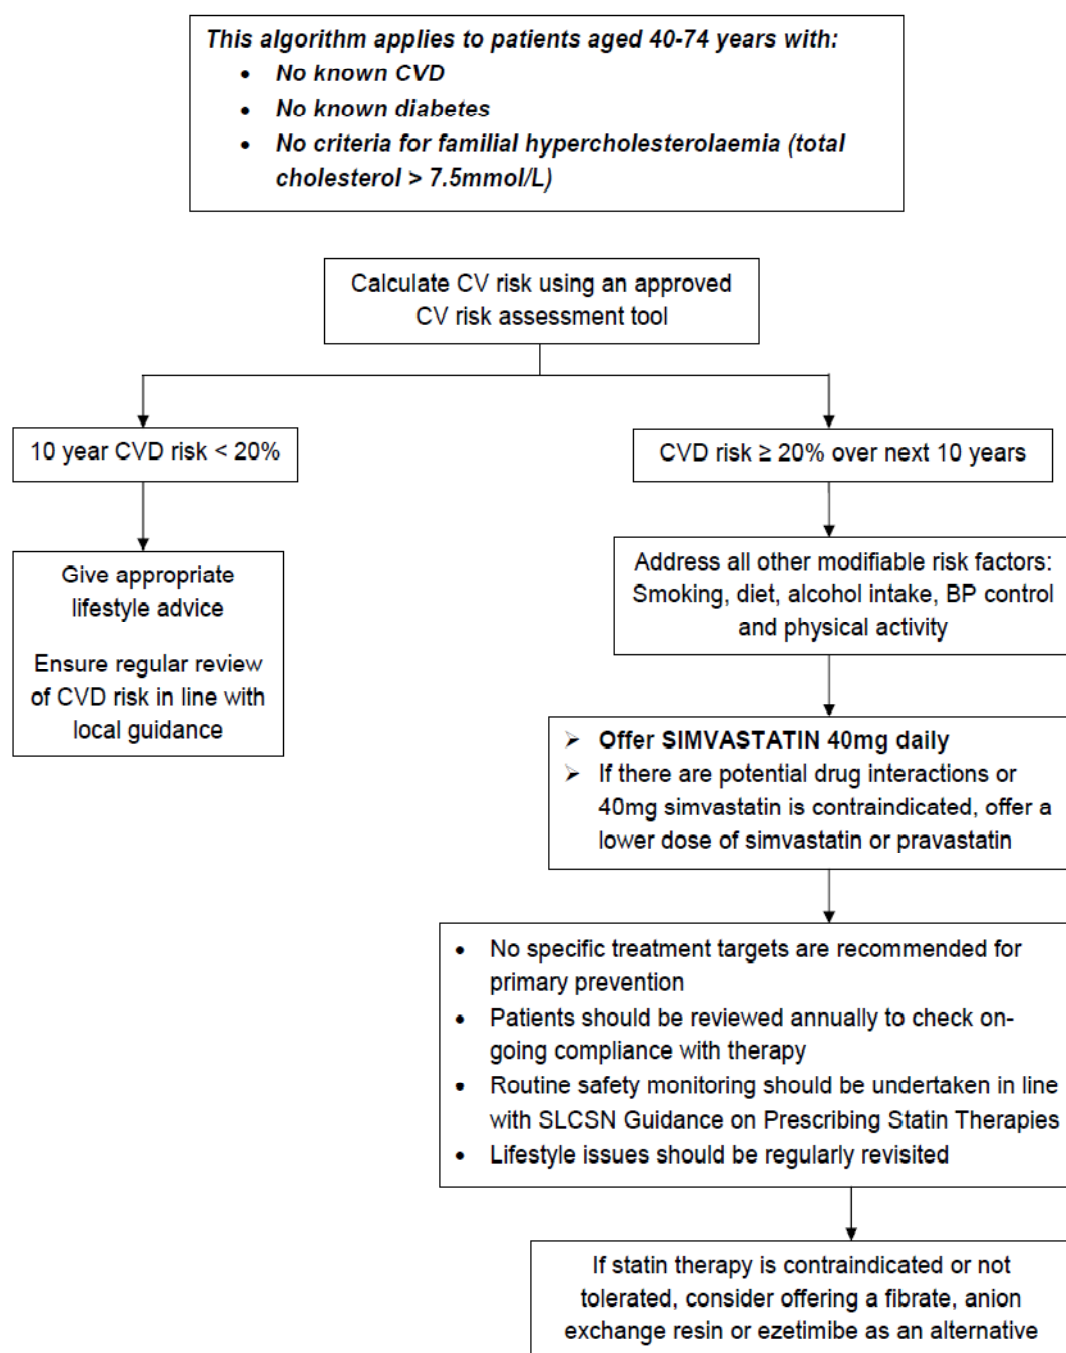 This algorithm applies to patients aged 40-74 years with:
• No known CVD
• No known diabetes
• No criteria for familial hypercholesterolaemia (total
cholesterol > 7.5mmol/L)
Calculate CV risk using an approved
CV risk assessment tool
10 year CVD risk < 20%
Give appropriate
lifestyle advice
Ensure regular review
of CVD risk in line with
local guidance
CVD risk ≥ 20% over next 10 years
Address all other modifiable risk factors:
Smoking, diet, alcohol intake, BP control
and physical activity
➢ Offer SIMVASTATIN 40mg daily
➢ If there are potential drug interactions or
40mg simvastatin is contraindicated, offer a
lower dose of simvastatin or pravastatin
• No specific treatment targets are recommended for
primary prevention
• Patients should be reviewed annually to check on-
going compliance with therapy
• Routine safety monitoring should be undertaken in line
with SLCSN Guidance on Prescribing Statin Therapies
• Lifestyle issues should be regularly revisited
If statin therapy is contraindicated or not
tolerated, consider offering a fibrate, anion
exchange resin or ezetimibe as an alternative